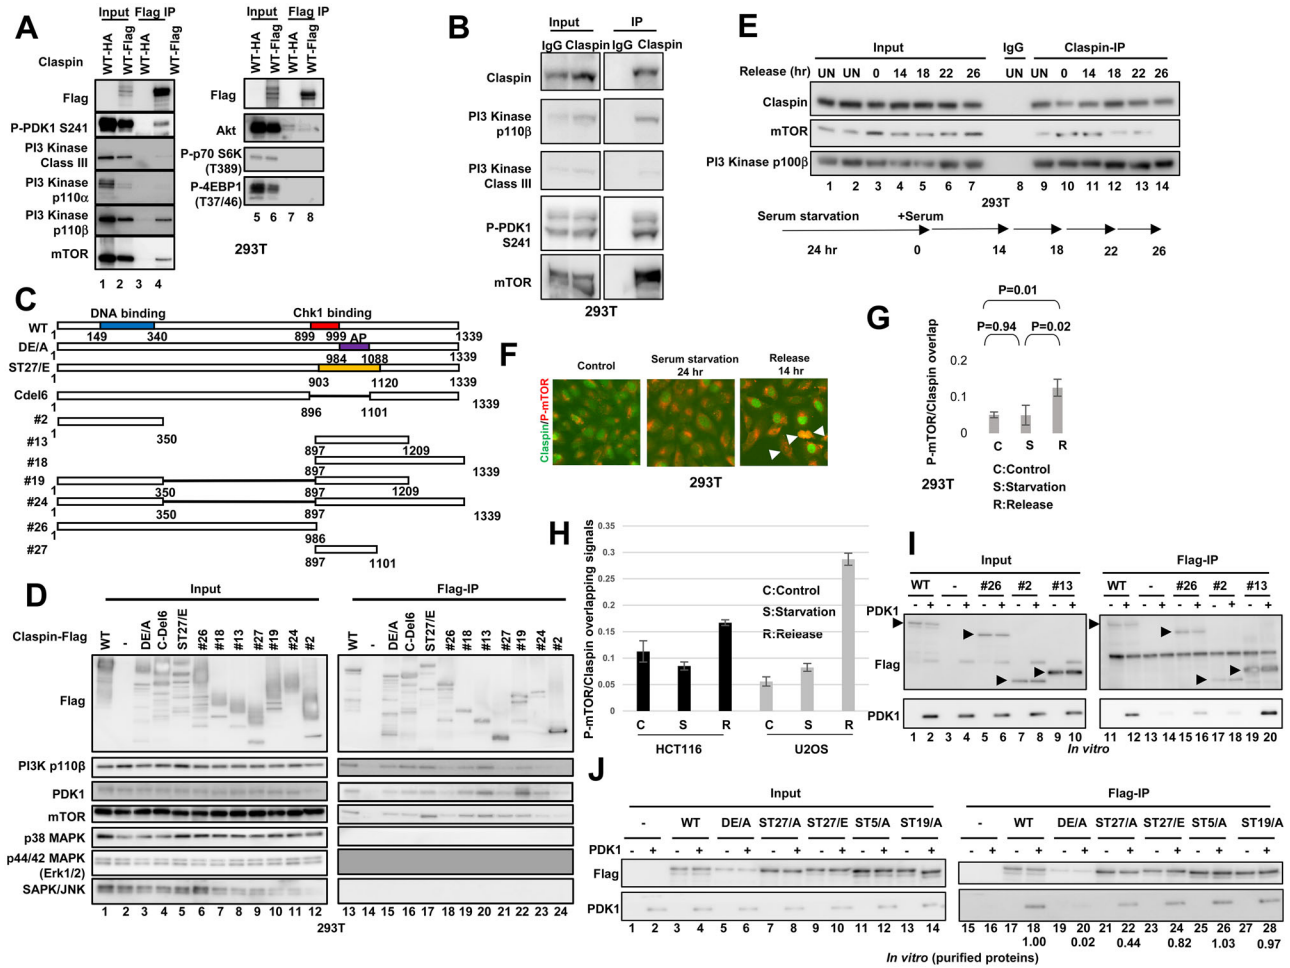 A
Input Flag IP
WT-HA WT-Flag WT-HA WT-Flag
Claspin
Flag
P-PDK1 S241
PI3 Kinase
Class III
PI3 Kinase
p110α
PI3 Kinase
p110β
mTOR
1 2 3 4
Input Flag IP
WT-HA WT-Flag WT-HA WT-Flag
Flag
Akt
P-p70 S6K
(T389)
P-4EBP1
(T37/46)
5 6 7 8
293T
B
Input IP
IgG Claspin IgG Claspin
Claspin
PI3 Kinase
p110β
PI3 Kinase
Class III
P-PDK1
S241
mTOR
293T
E
Input IgG Claspin-IP
Release (hr) UN UN 0 14 18 22 26 UN UN 0 14 18 22 26
Claspin
mTOR
PI3 Kinase p100β
1 2 3 4 5 6 7 8 9 10 11 12 13 14
293T
Serum starvation +Serum
24 hr 0 14 18 22 26
C
DNA binding Chk1 binding
WT
1 149 340 899 999 1339
AP
DE/A
1 984 1088 1339
ST27/E
1 903 1120 1339
Cdel6
1 896 1101 1339
#2
1 350
#13
897 1209
#18
897 1339
#19
1 350 897 1209
#24
1 350 897 1339
#26
1 986
#27
897 1101
F
Control Serum starvation
24 hr Release
14 hr
Claspin/P-mTOR
293T
G
P=0.01
P=0.94 P=0.02
P-mTOR/Claspin overlap
0.2
0.1
0
C S R
C:Control
S:Starvation
R:Release
293T
D
Input Flag-IP
Claspin-Flag WT - DE/A C-Del6 ST27/E #26 #18 #13 #27 #19 #24 #2 WT - DE/A C-Del6 ST27/E #26 #18 #13 #27 #19 #24 #2
Flag
PI3K p110β
PDK1
mTOR
p38 MAPK
p44/42 MAPK
(Erk1/2)
SAPK/JNK
1 2 3 4 5 6 7 8 9 10 11 12 13 14 15 16 17 18 19 20 21 22 23 24
293T
H
P-mTOR/Claspin overlapping signals
0.35
0.3
0.25
0.2
0.15
0.1
0.05
0
C:Control
S:Starvation
R:Release
C S R C S R
HCT116 U2OS
I
Input Flag-IP
WT - #26 #2 #13 WT - #26 #2 #13
PDK1 - + - + - + - + - + - + - + - + - + - +
Flag
PDK1
1 2 3 4 5 6 7 8 9 10 11 12 13 14 15 16 17 18 19 20
In vitro
J
Input Flag-IP
- WT DE/A ST27/A ST27/E ST5/A ST19/A - WT DE/A ST27/A ST27/E ST5/A ST19/A
PDK1 - + - + - + - + - + - + - + - + - + - + - + - + - + - +
Flag
PDK1
1 2 3 4 5 6 7 8 9 10 11 12 13 14 15 16 17 18 19 20 21 22 23 24 25 26 27 28
1.00 0.02 0.44 0.82 1.03 0.97
In vitro (purified proteins)